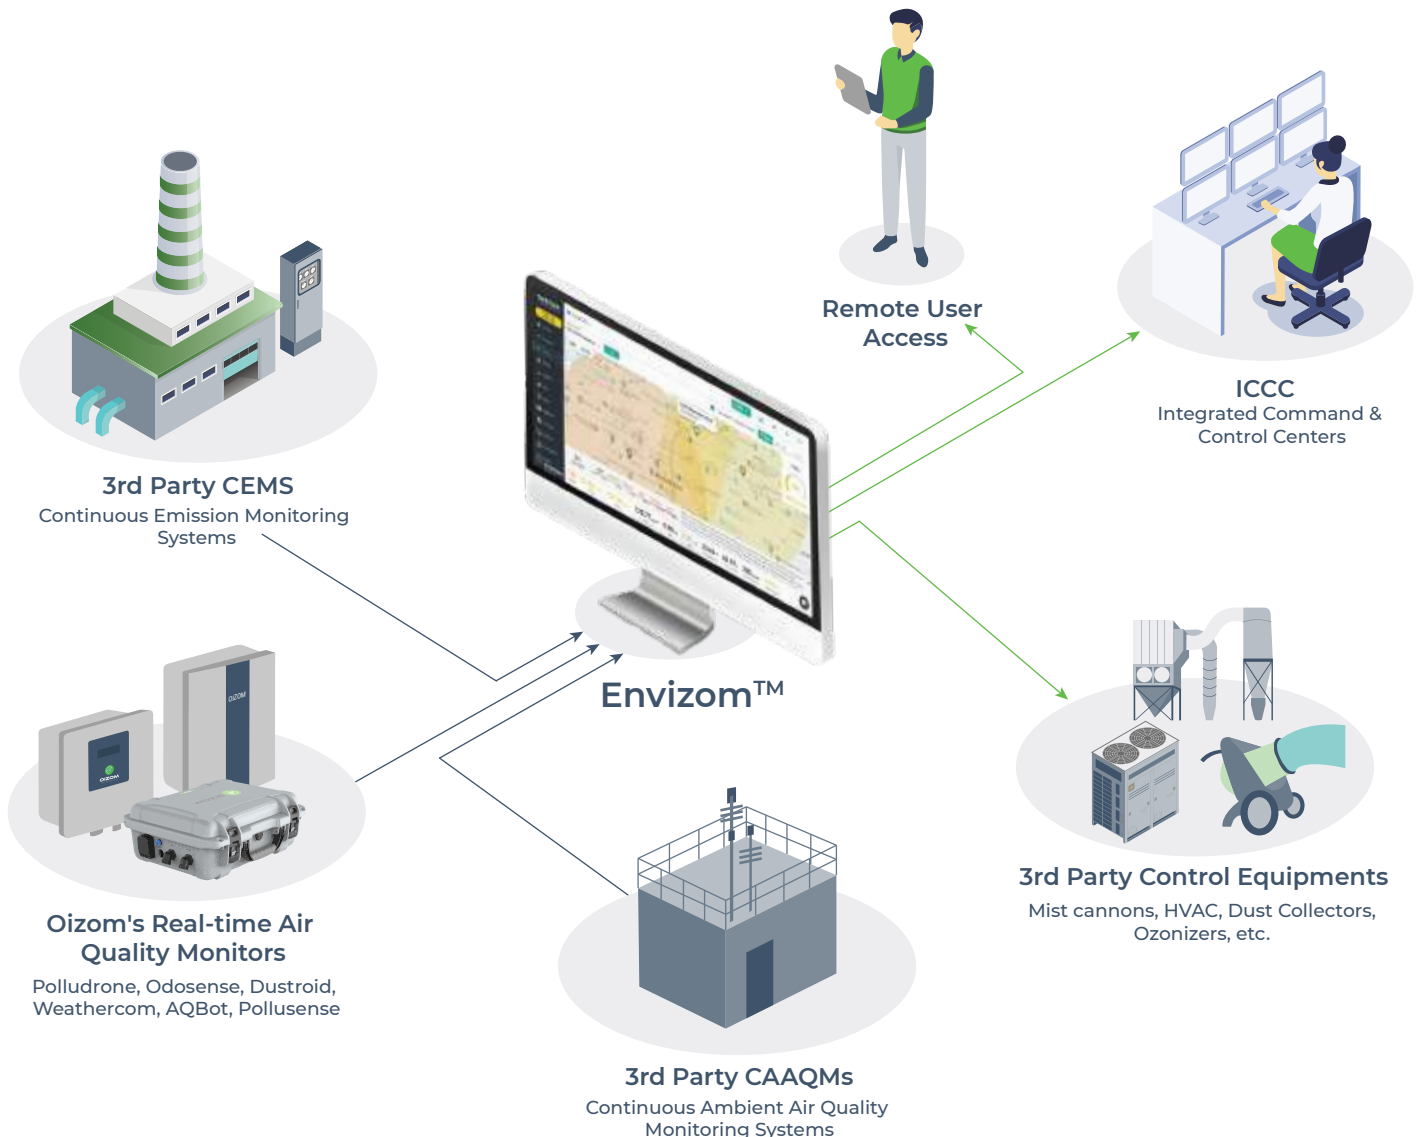 Remote User
Access
ICCC
Integrated Command &
Control Centers
3rd Party CEMS
Continuous Emission Monitoring
Systems
Envizom™
OIZOM
OIZOM
Oizom's Real-time Air
Quality Monitors
Polludrone, Odosense, Dustroid,
Weathercom, AQBot, Pollusense
3rd Party Control Equipments
Mist cannons, HVAC, Dust Collectors,
Ozonizers, etc.
3rd Party CAAQMs
Continuous Ambient Air Quality
Monitoring Systems